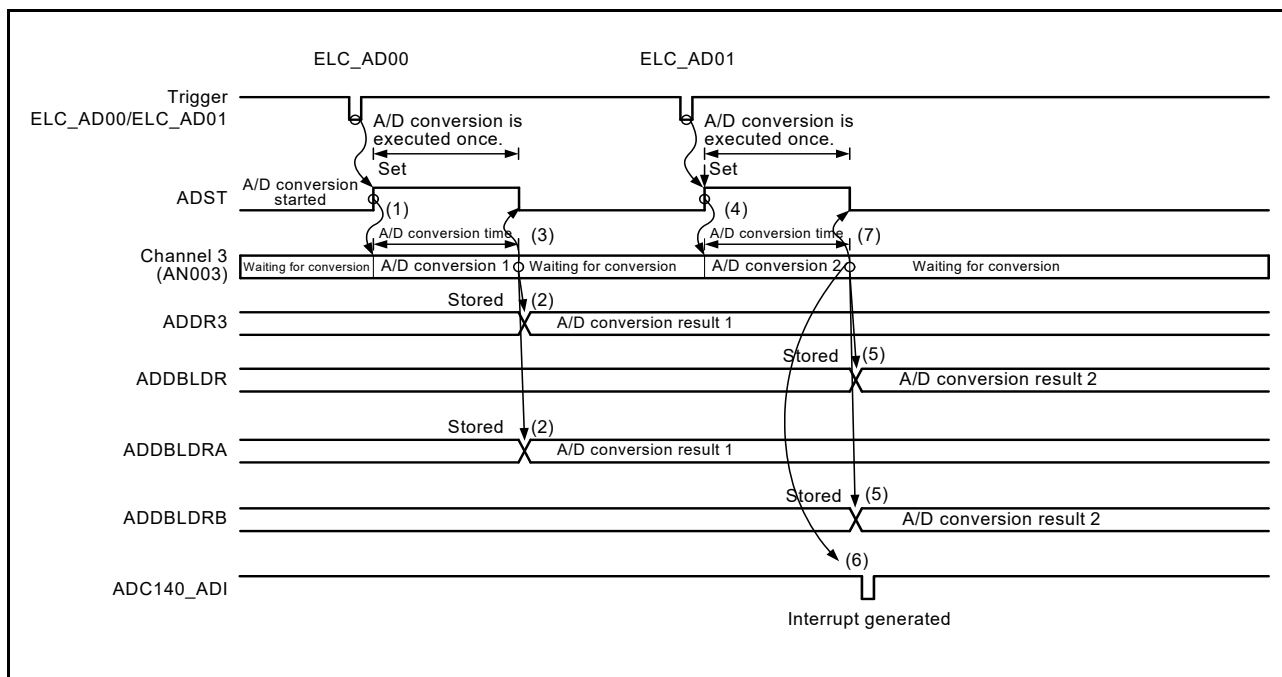 ELC_AD00 ELC_AD01
Trigger
ELC_AD00/ELC_AD01
A/D conversion is A/D conversion is
executed once. executed once.
Set Set
A/D conversion
started
ADST
(1) (4)
A/D conversion time (3) A/D conversion time (7)
Channel 3
(AN003)
Waiting for conversion A/D conversion 1 Waiting for conversion A/D conversion 2 Waiting for conversion
Stored (2)
ADDR3 A/D conversion result 1
Stored (5)
ADDBLDR A/D conversion result 2
Stored (2)
ADDBLDRA A/D conversion result 1
Stored (5)
ADDBLDRB A/D conversion result 2
(6)
ADC140_ADI
Interrupt generated